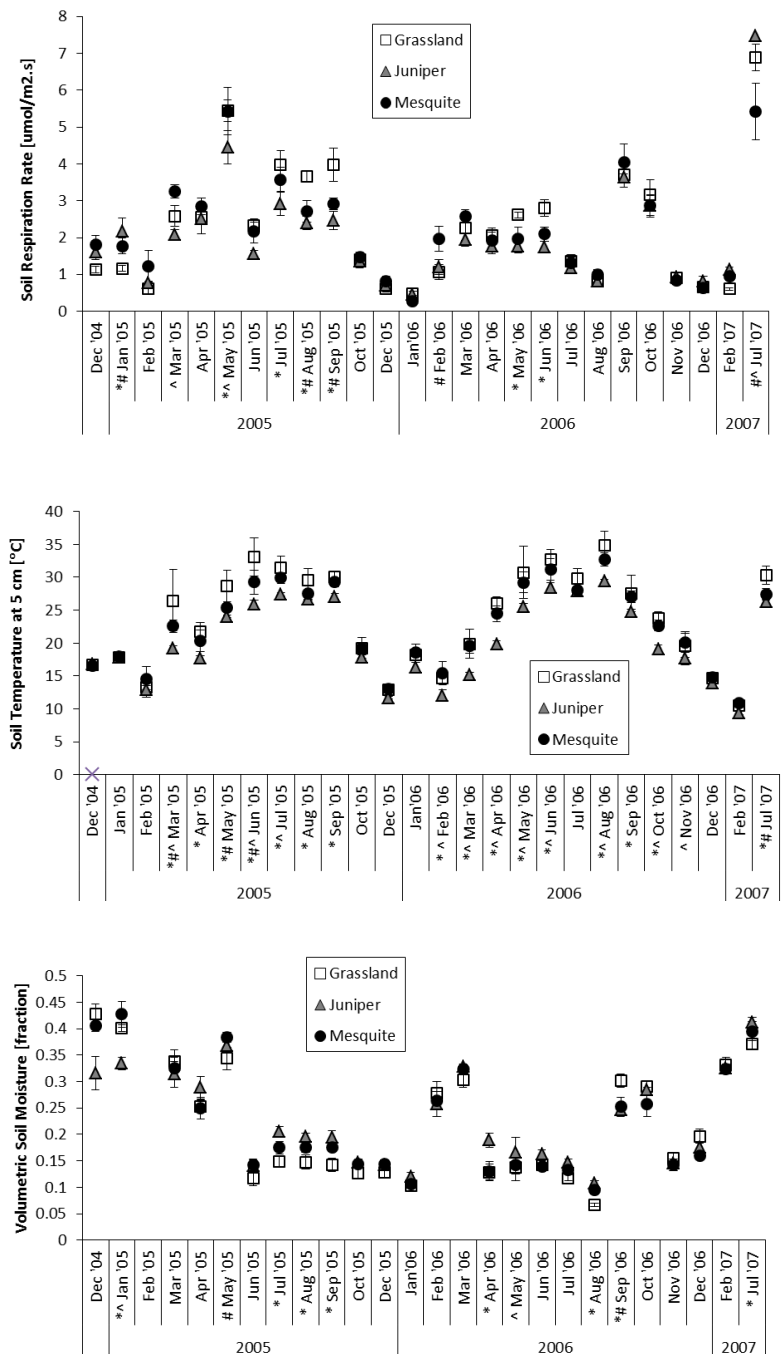 Soil Respiration Rate [umol/m2.s]
8
7
6
5
4
3
2
1
0
Grassland
Juniper
Mesquite
Dec '04
*# Jan '05
Feb '05
^ Mar '05
Apr '05
*^ May '05
Jun '05
* Jul '05
*# Aug '05
*# Sep '05
Oct '05
Dec '05
Jan'06
# Feb '06
Mar '06
Apr '06
* May '06
* Jun '06
Jul '06
Aug '06
Sep '06
Oct '06
Nov '06
Dec '06
Feb '07
#^ Jul '07
2005
2006
2007
Soil Temperature at 5 cm [°C]
40
35
30
25
20
15
10
5
0
Grassland
Juniper
Mesquite
Dec '04
Jan '05
Feb '05
*#^ Mar '05
* Apr '05
*# May '05
*#^ Jun '05
*^ Jul '05
* Aug '05
* Sep '05
Oct '05
Dec '05
Jan'06
* ^ Feb '06
*^ Mar '06
*^ Apr '06
*^ May '06
*^ Jun '06
Jul '06
*^ Aug '06
* Sep '06
*^ Oct '06
^ Nov '06
Dec '06
Feb '07
*# Jul '07
2005
2006
2007
Volumetric Soil Moisture [fraction]
0.5
0.45
0.4
0.35
0.3
0.25
0.2
0.15
0.1
0.05
0
Grassland
Juniper
Mesquite
Dec '04
*^ Jan '05
Feb '05
Mar '05
Apr '05
# May '05
Jun '05
* Jul '05
* Aug '05
* Sep '05
Oct '05
Dec '05
Jan'06
Feb '06
Mar '06
* Apr '06
^ May '06
Jun '06
Jul '06
* Aug '06
*# Sep '06
Oct '06
Nov '06
Dec '06
Feb '07
* Jul '07
2005
2006
2007